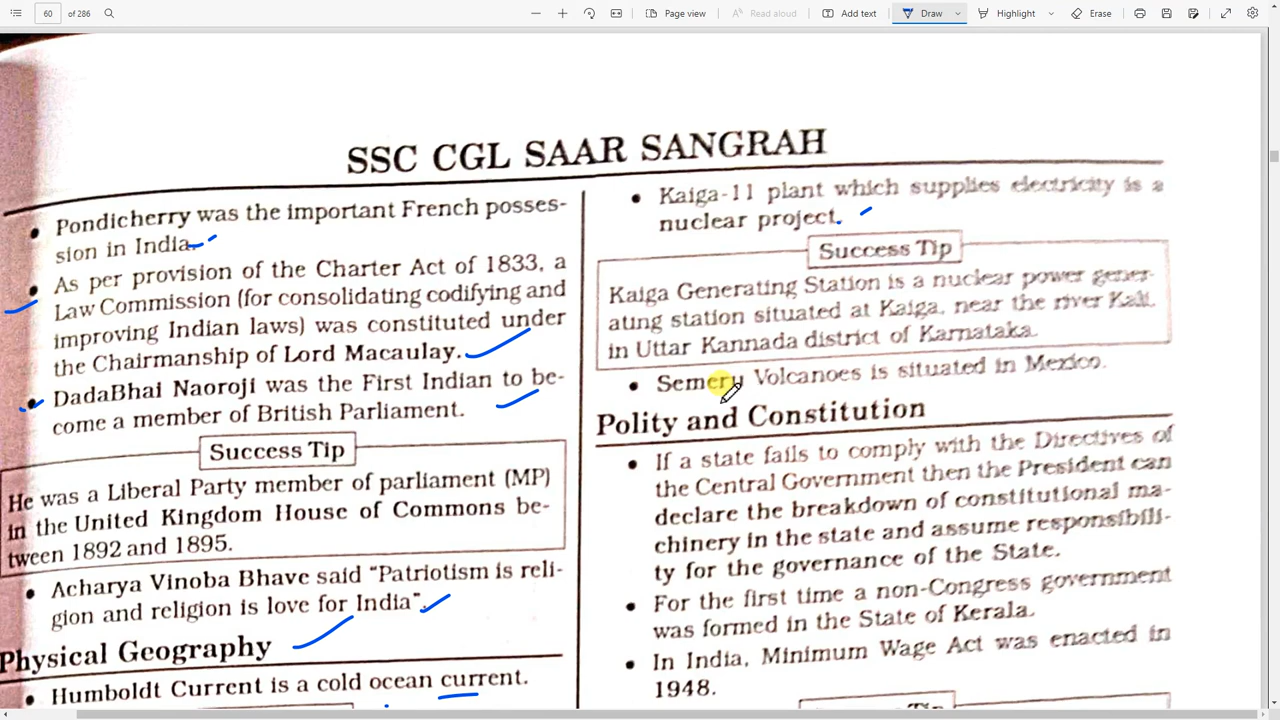 60 of 286 Page view Read aloud Add text Draw Highlight Erase
SSC CGL SAAR SANGRAH
• Pondicherry was the important French posses-
sion in India.
• As per provision of the Charter Act of 1833, a
Law Commission (for consolidating codifying and
improving Indian laws) was constituted under
the Chairmanship of Lord Macaulay.
• DadaBhai Naoroji was the First Indian to be-
come a member of British Parliament.
Success Tip
He was a Liberal Party member of parliament (MP)
in the United Kingdom House of Commons be-
tween 1892 and 1895.
• Acharya Vinoba Bhave said "Patriotism is reli-
gion and religion is love for India".
Physical Geography
• Humboldt Current is a cold ocean current.
• Kaiga-11 plant which supplies electricity is a
nuclear project.
Success Tip
Kaiga Generating Station is a nuclear power gener-
ating station situated at Kaiga, near the river Kali,
in Uttar Kannada district of Karnataka.
• Semery Volcanoes is situated in Mexico.
Polity and Constitution
• If a state fails to comply with the Directives of
the Central Government then the President can
declare the breakdown of constitutional ma-
chinery in the state and assume responsibili-
ty for the governance of the State.
• For the first time a non-Congress government
was formed in the State of Kerala.
• In India, Minimum Wage Act was enacted in
1948.